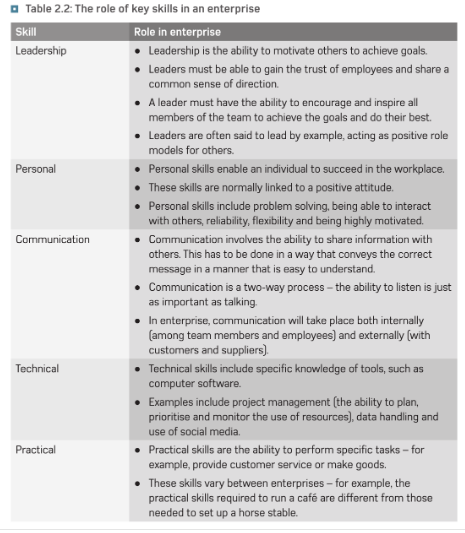 Table 2.2: The role of key skills in an enterprise
Skill
Role in enterprise
Leadership
● Leadership is the ability to motivate others to achieve goals.
● Leaders must be able to gain the trust of employees and share a
common sense of direction.
● A leader must have the ability to encourage and inspire all
members of the team to achieve the goals and do their best.
● Leaders are often said to lead by example, acting as positive role
models for others.
Personal
● Personal skills enable an individual to succeed in the workplace.
● These skills are normally linked to a positive attitude.
● Personal skills include problem solving, being able to interact
with others, reliability, flexibility and being highly motivated.
Communication
● Communication involves the ability to share information with
others. This has to be done in a way that conveys the correct
message in a manner that is easy to understand.
● Communication is a two-way process – the ability to listen is just
as important as talking.
● In enterprise, communication will take place both internally
(among team members and employees) and externally (with
customers and suppliers).
Technical
● Technical skills include specific knowledge of tools, such as
computer software.
● Examples include project management (the ability to plan,
prioritise and monitor the use of resources), data handling and
use of social media.
Practical
● Practical skills are the ability to perform specific tasks – for
example, provide customer service or make goods.
● These skills vary between enterprises – for example, the
practical skills required to run a café are different from those
needed to set up a horse stable.